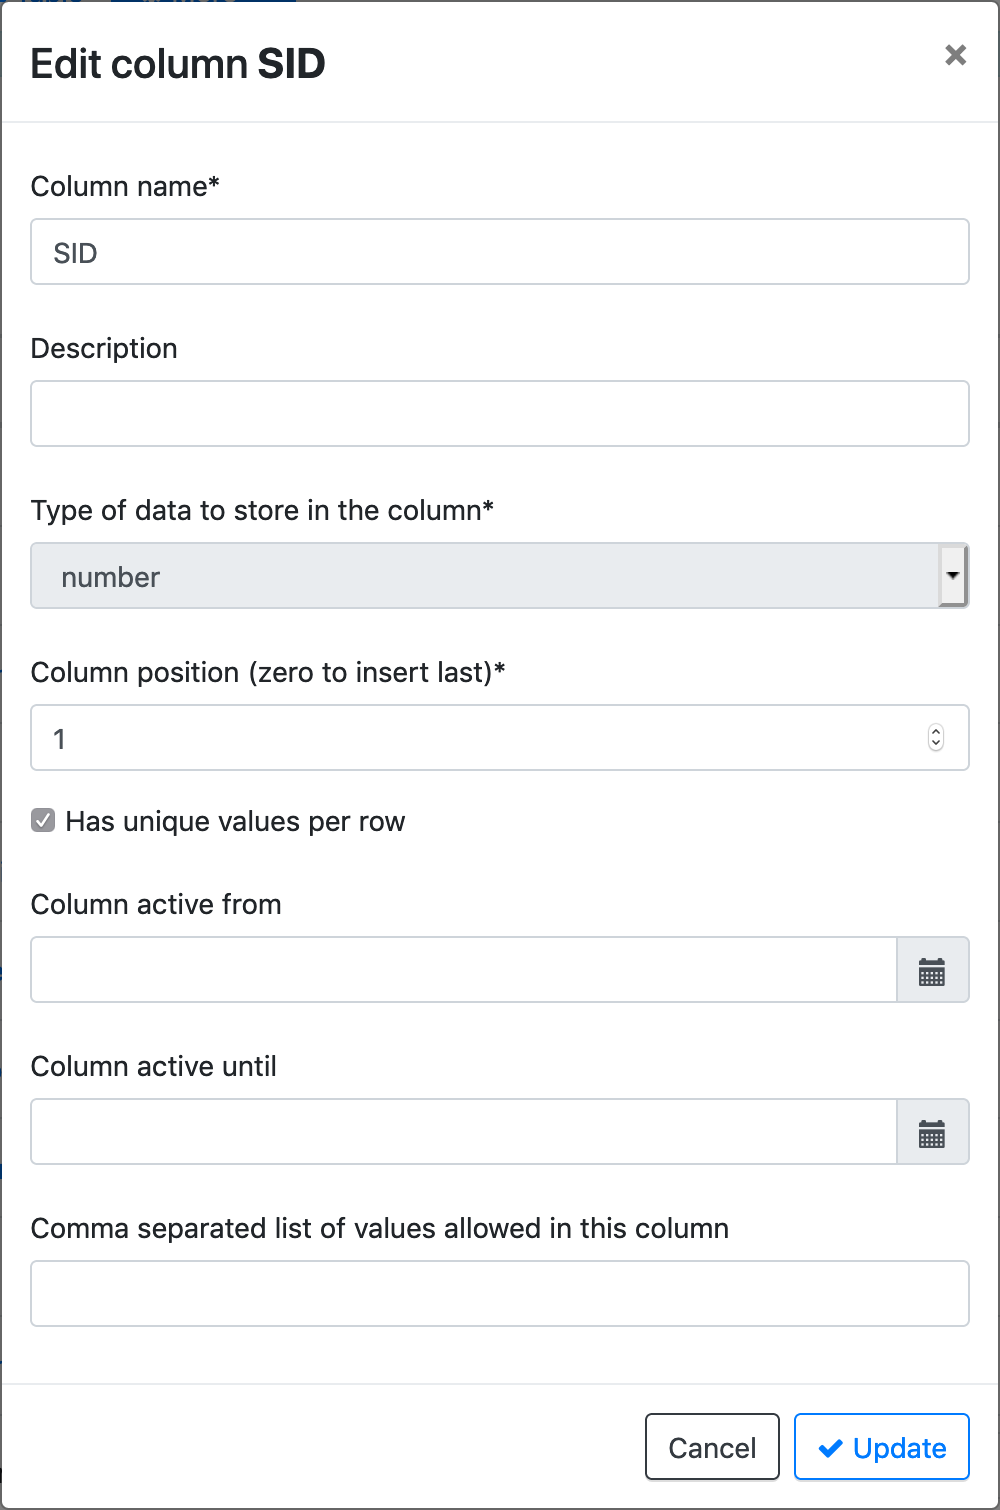 Edit column SID
Column name*
SID
Description
Type of data to store in the column*
number
Column position (zero to insert last)*
1
Has unique values per row
Column active from
Column active until
Comma separated list of values allowed in this column
Cancel
Update